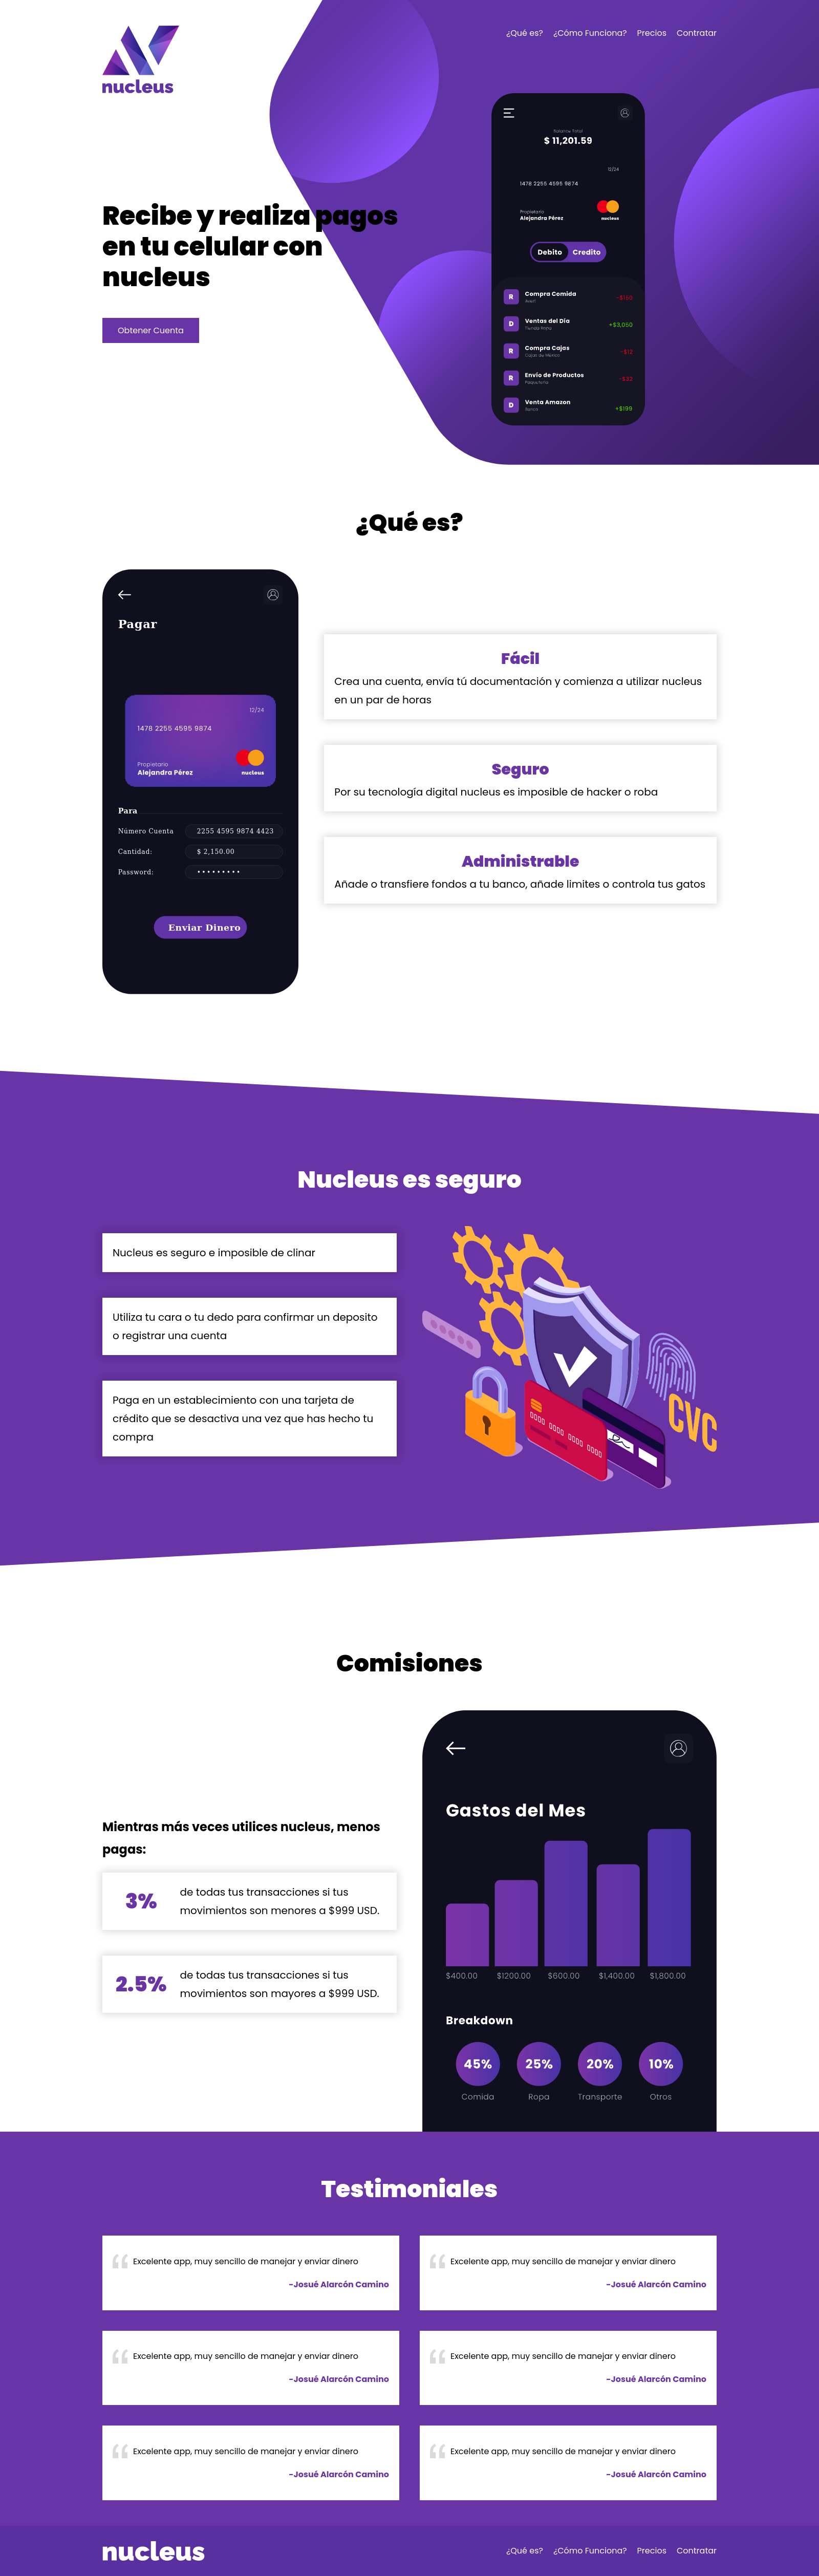 ¿Qué es? ¿Cómo Funciona? Precios Contratar
nucleus
Balance Total
$ 11,201.59
12/24
1478 2255 4595 9874
Propietario
Alejandra Pérez
nucleus
Debito Credito
R Compra Comida
-$100
D Ventas del Día
+$3,050
R Compra Cajas
-$12
R Envío de Productos
-$32
D Venta Amazon
+$199
Recibe y realiza pagos
en tu celular con
nucleus
Obtener Cuenta
¿Qué es?
Pagar
12/24
1478 2255 4595 9874
Propietario
Alejandra Pérez
nucleus
Para
Número Cuenta 2255 4595 9874 4423
Cantidad: $ 2,150.00
Password: •••••••••
Enviar Dinero
Fácil
Crea una cuenta, envía tú documentación y comienza a utilizar nucleus
en un par de horas
Seguro
Por su tecnología digital nucleus es imposible de hacker o roba
Administrable
Añade o transfiere fondos a tu banco, añade limites o controla tus gatos
Nucleus es seguro
Nucleus es seguro e imposible de clinar
Utiliza tu cara o tu dedo para confirmar un deposito
o registrar una cuenta
Paga en un establecimiento con una tarjeta de
crédito que se desactiva una vez que has hecho tu
compra
CVC
Comisiones
Mientras más veces utilices nucleus, menos
pagas:
3%
de todas tus transacciones si tus
movimientos son menores a $999 USD.
2.5%
de todas tus transacciones si tus
movimientos son mayores a $999 USD.
Gastos del Mes
$400.00 $1200.00 $600.00 $1,400.00 $1,800.00
Breakdown
45% 25% 20% 10%
Comida Ropa Transporte Otros
Testimoniales
“ Excelente app, muy sencillo de manejar y enviar dinero
-Josué Alarcón Camino
“ Excelente app, muy sencillo de manejar y enviar dinero
-Josué Alarcón Camino
“ Excelente app, muy sencillo de manejar y enviar dinero
-Josué Alarcón Camino
“ Excelente app, muy sencillo de manejar y enviar dinero
-Josué Alarcón Camino
“ Excelente app, muy sencillo de manejar y enviar dinero
-Josué Alarcón Camino
“ Excelente app, muy sencillo de manejar y enviar dinero
-Josué Alarcón Camino
nucleus
¿Qué es? ¿Cómo Funciona? Precios Contratar